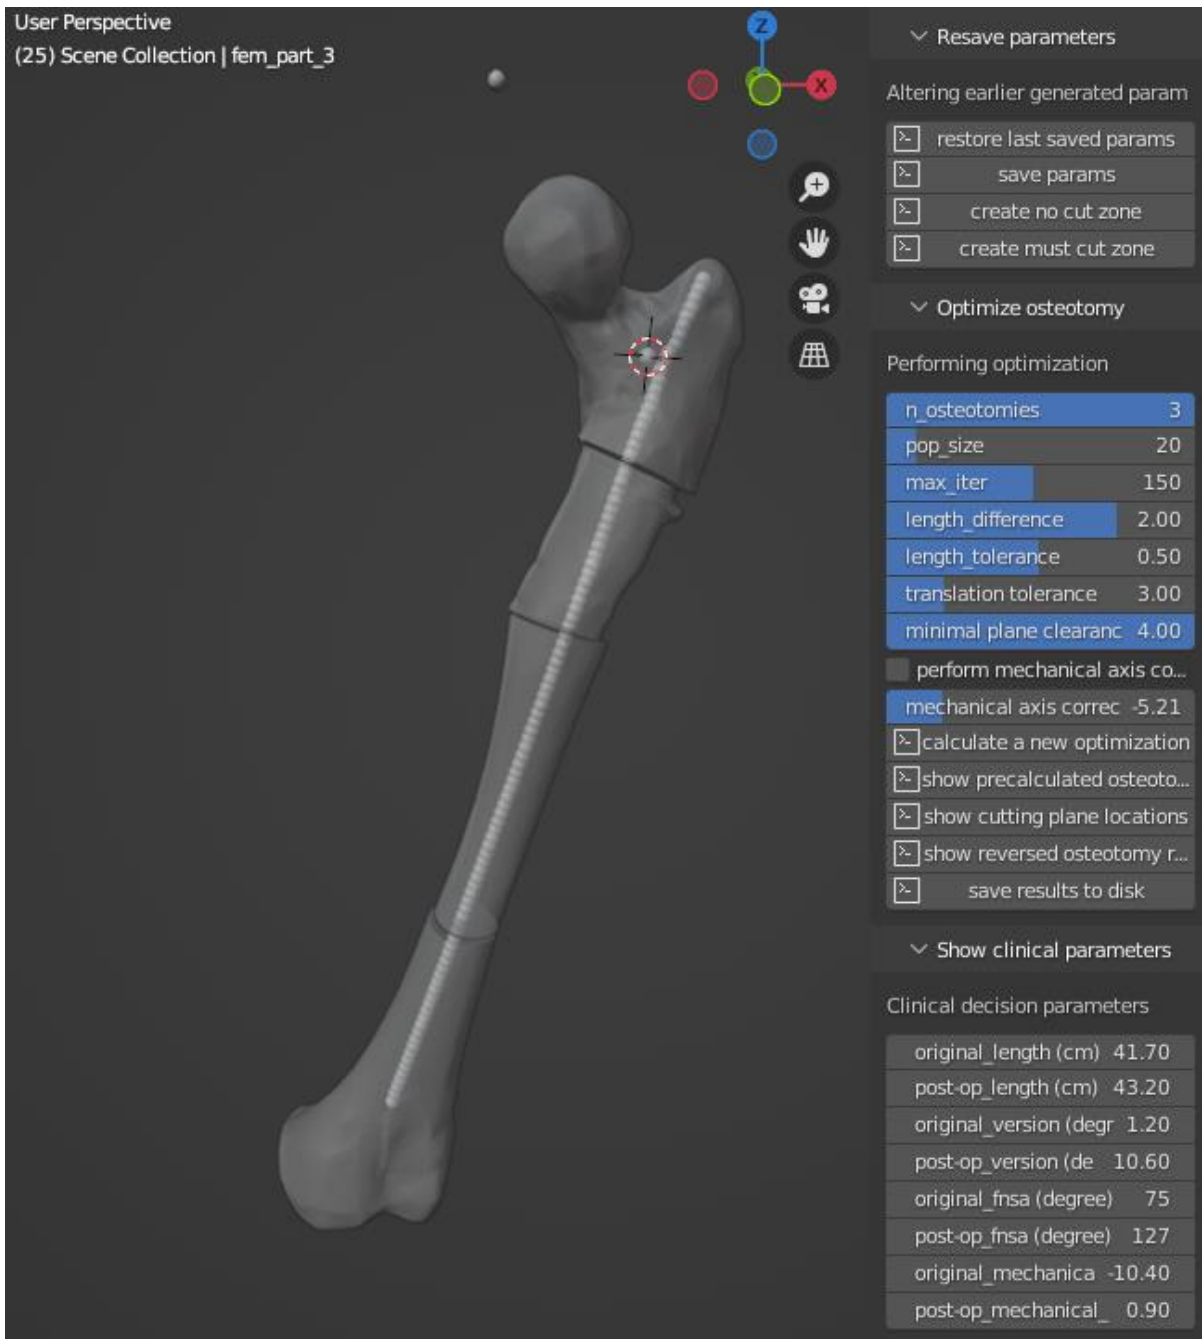 User Perspective
(25) Scene Collection | fem_part_3
Z
X
Resave parameters
Altering earlier generated param
restore last saved params
save params
create no cut zone
create must cut zone
Optimize osteotomy
Performing optimization
n_osteotomies 3
pop_size 20
max_iter 150
length_difference 2.00
length_tolerance 0.50
translation tolerance 3.00
minimal plane clearanc 4.00
perform mechanical axis co...
mechanical axis correc -5.21
calculate a new optimization
show precalculated osteoto...
show cutting plane locations
show reversed osteotomy r...
save results to disk
Show clinical parameters
Clinical decision parameters
original_length (cm) 41.70
post-op_length (cm) 43.20
original_version (degr 1.20
post-op_version (de 10.60
original_fnsa (degree) 75
post-op_fnsa (degree) 127
original_mechanica -10.40
post-op_mechanical_ 0.90